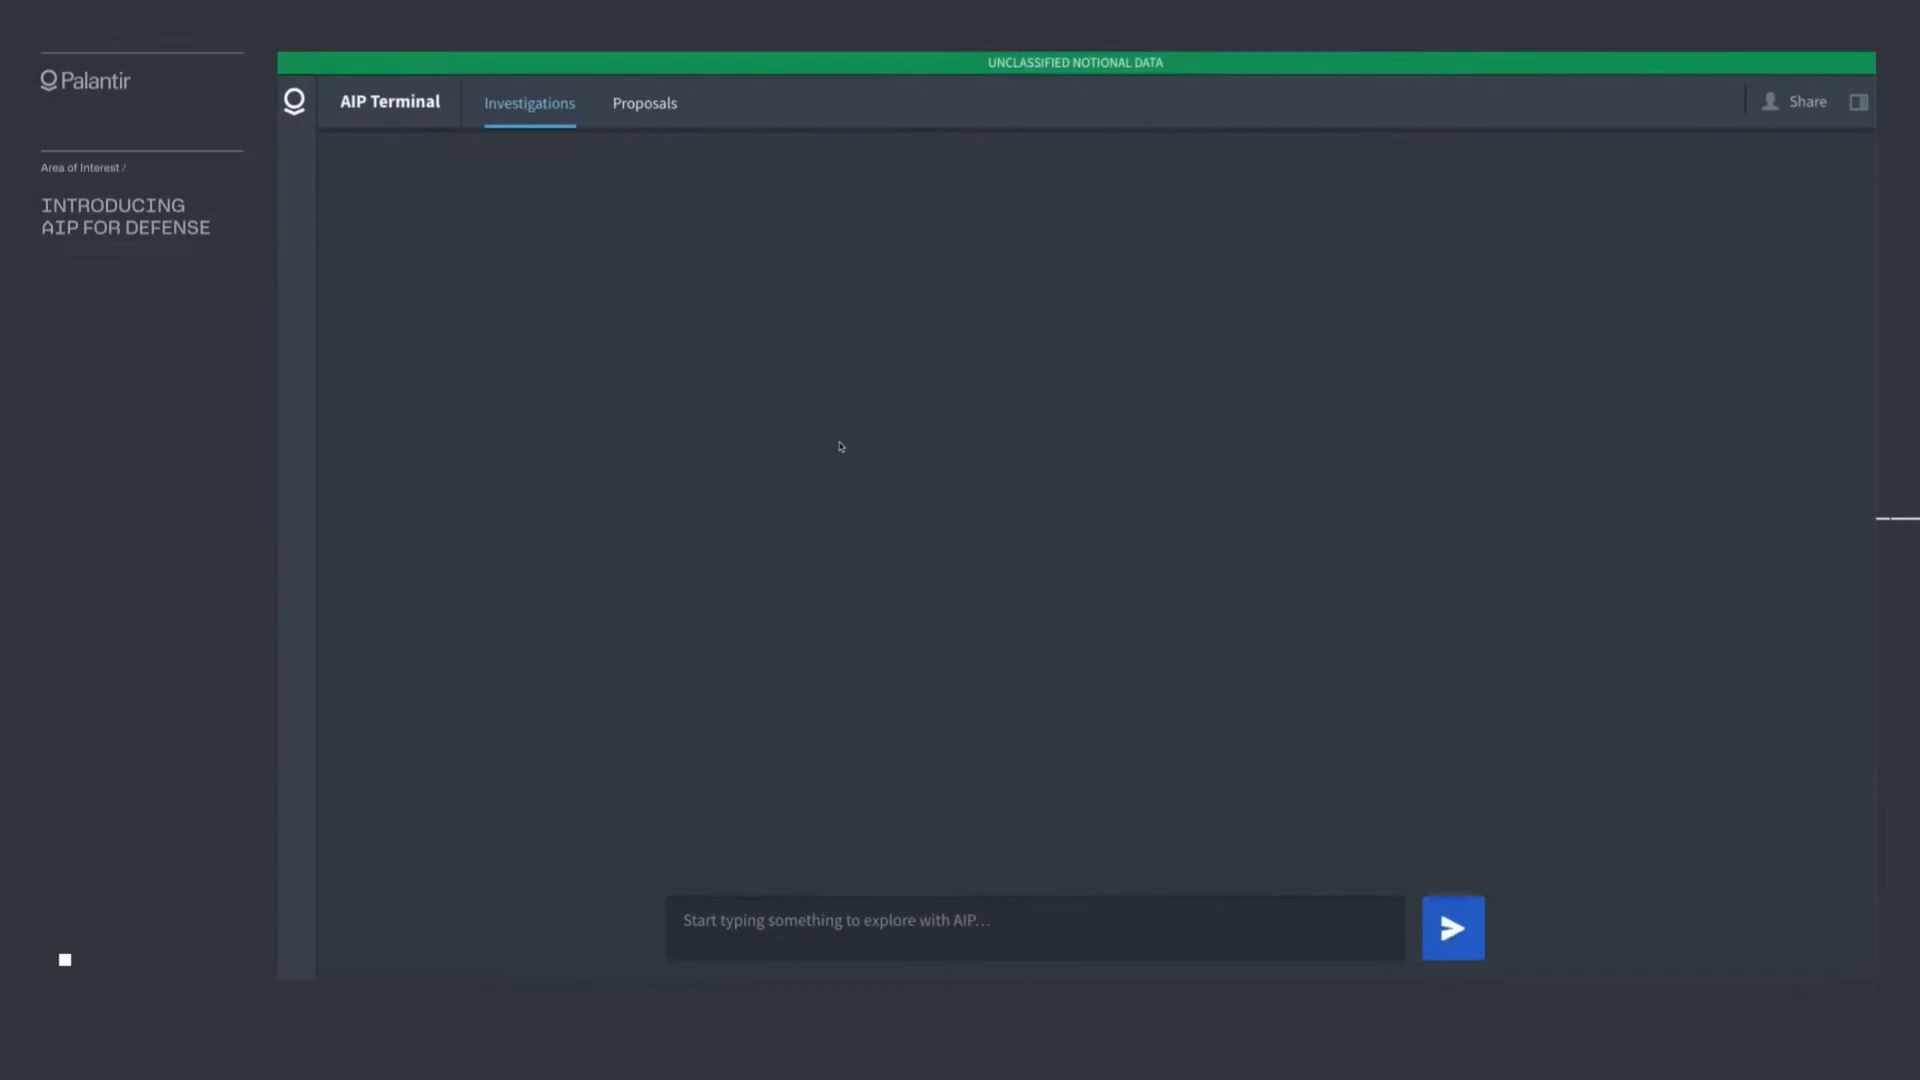 Palantir
Area of Interest /
INTRODUCING
AIP FOR DEFENSE
UNCLASSIFIED NOTIONAL DATA
AIP Terminal
Investigations
Proposals
Share
Start typing something to explore with AIP...